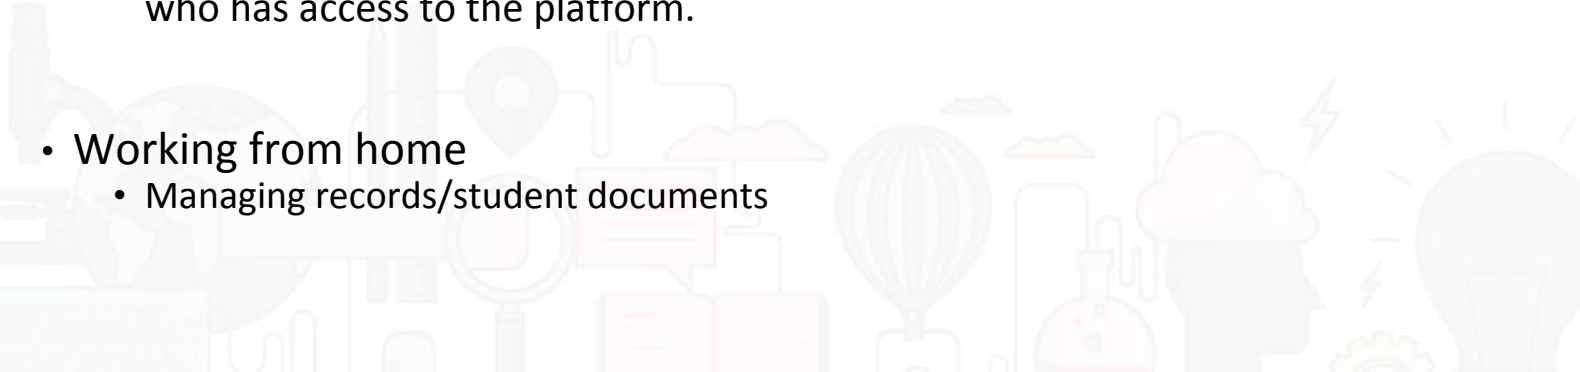 who has access to the platform.
• Working from home
• Managing records/student documents